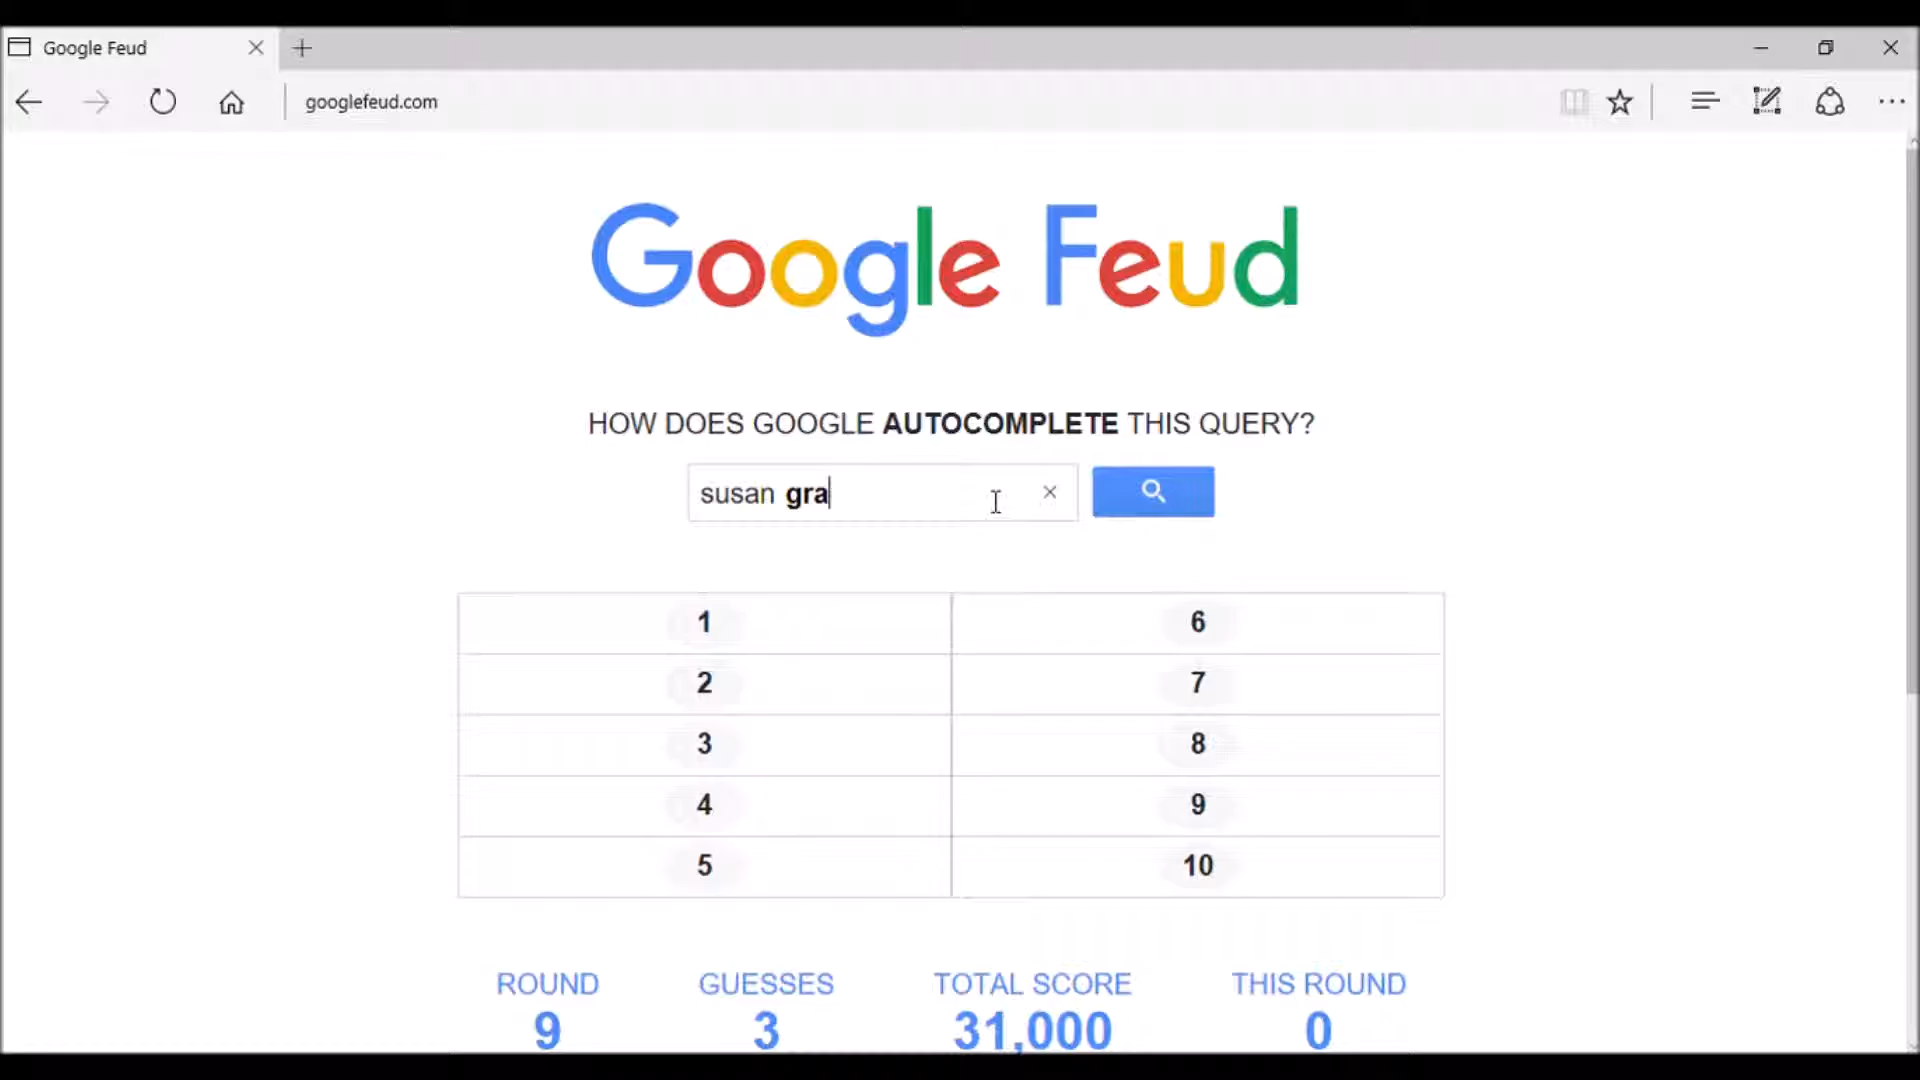 Google Feud
googlefeud.com
Google Feud
HOW DOES GOOGLE AUTOCOMPLETE THIS QUERY?
susan gra
1 6
2 7
3 8
4 9
5 10
ROUND GUESSES TOTAL SCORE THIS ROUND
9 3 31,000 0